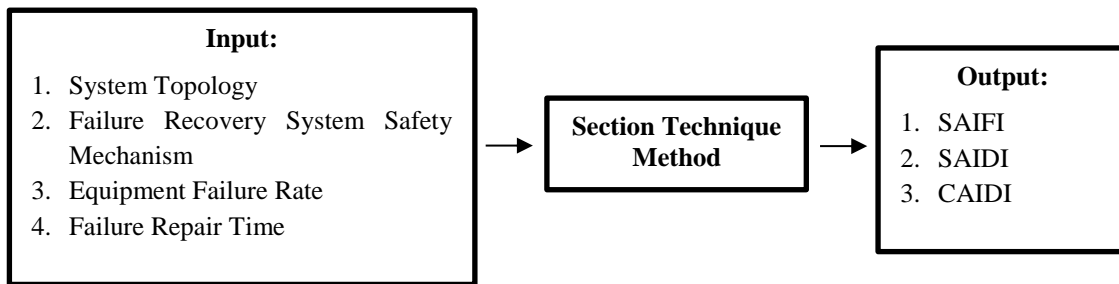 Input:
1. System Topology
2. Failure Recovery System Safety
Mechanism
3. Equipment Failure Rate
4. Failure Repair Time
Section Technique
Method
Output:
1. SAIFI
2. SAIDI
3. CAIDI